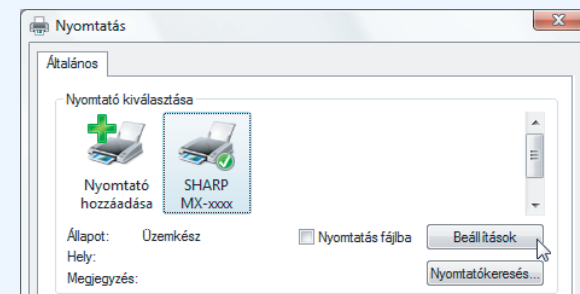 Nyomtatás
Általános
Nyomtató kiválasztása
Nyomtató hozzáadása
SHARP MX-xxxx
Állapot: Üzemkész
Nyomtatás fájlba
Beállítások
Hely:
Megjegyzés:
Nyomtatókeresés...